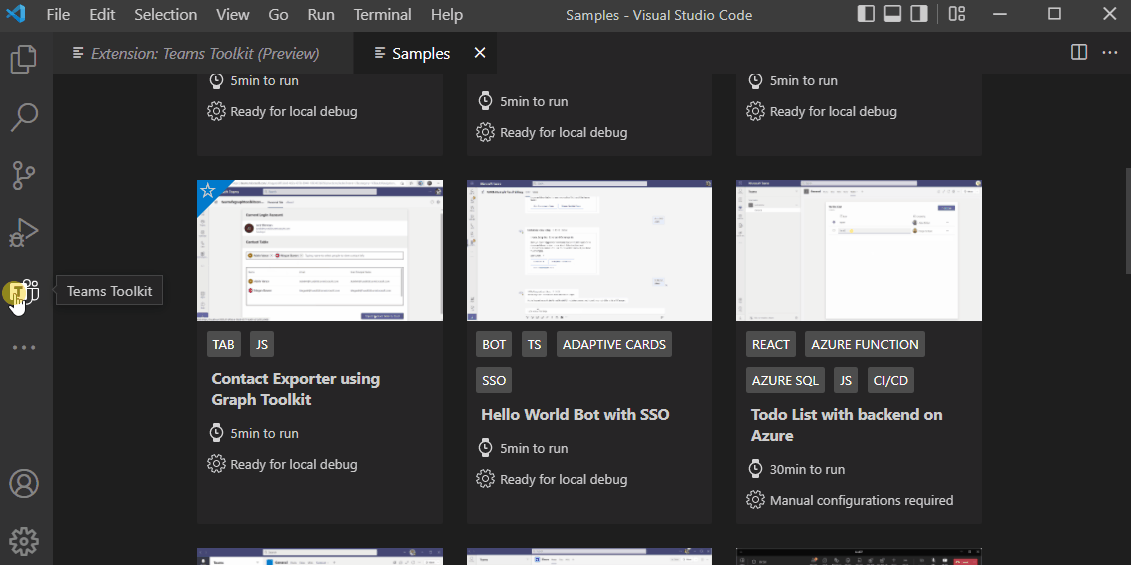 File Edit Selection View Go Run Terminal Help
Samples - Visual Studio Code
Extension: Teams Toolkit (Preview)
Samples
5min to run
Ready for local debug
5min to run
Ready for local debug
5min to run
Ready for local debug
Teams Toolkit
TAB JS
Contact Exporter using
Graph Toolkit
5min to run
Ready for local debug
BOT TS ADAPTIVE CARDS
SSO
Hello World Bot with SSO
5min to run
Ready for local debug
REACT AZURE FUNCTION
AZURE SQL JS CI/CD
Todo List with backend on
Azure
30min to run
Manual configurations required